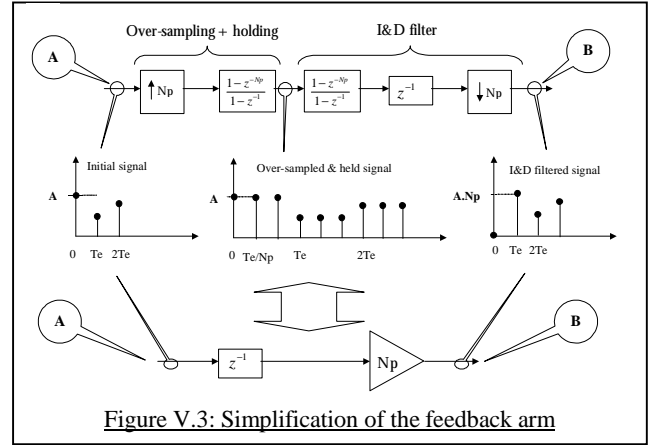 Over-sampling + holding
I&D filter
A
B
↑ Np
1 - z^{-Np}
1 - z^{-1}
1 - z^{-Np}
1 - z^{-1}
z^{-1}
↓ Np
Initial signal
Over-sampled & held signal
I&D filtered signal
A
A
A.Np
0 Te 2Te
0 Te/Np Te 2Te
0 Te 2Te
A
B
z^{-1}
Np
Figure V.3: Simplification of the feedback arm